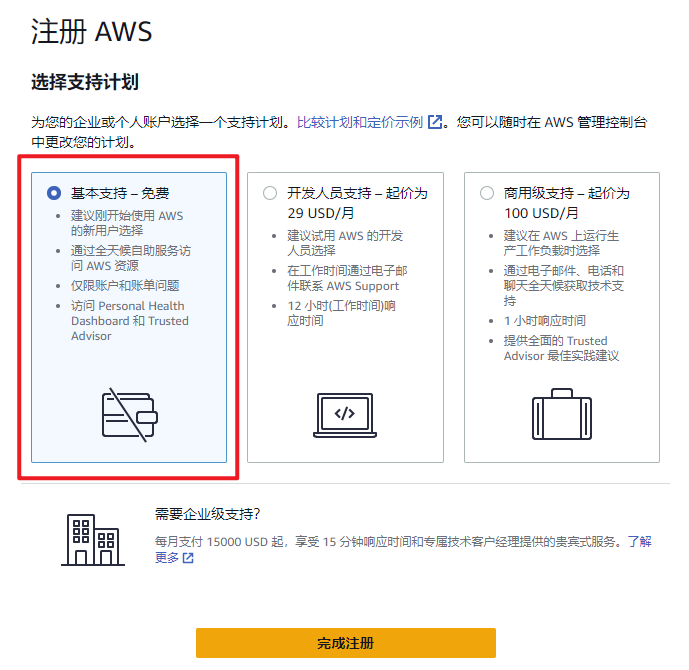 注册 AWS
选择支持计划
为您的企业或个人账户选择一个支持计划。比较计划和定价示例。您可以随时在 AWS 管理控制台
中更改您的计划。
基本支持 – 免费
• 建议刚开始使用 AWS
的新用户选择
• 通过全天候自助服务访
问 AWS 资源
• 仅限账户和账单问题
• 访问 Personal Health
Dashboard 和 Trusted
Advisor
开发人员支持 – 起价为
29 USD/月
• 建议试用 AWS 的开发
人员选择
• 在工作时间通过电子邮
件联系 AWS Support
• 12 小时(工作时间)响
应时间
</>
商用级支持 – 起价为
100 USD/月
• 建议在 AWS 上运行生
产工作负载时选择
• 通过电子邮件、电话和
聊天全天候获取技术支
持
• 1 小时响应时间
• 提供全面的 Trusted
Advisor 最佳实践建议
需要企业级支持?
每月支付 15000 USD 起，享受 15 分钟响应时间和专属技术客户经理提供的贵宾式服务。了解
更多
完成注册